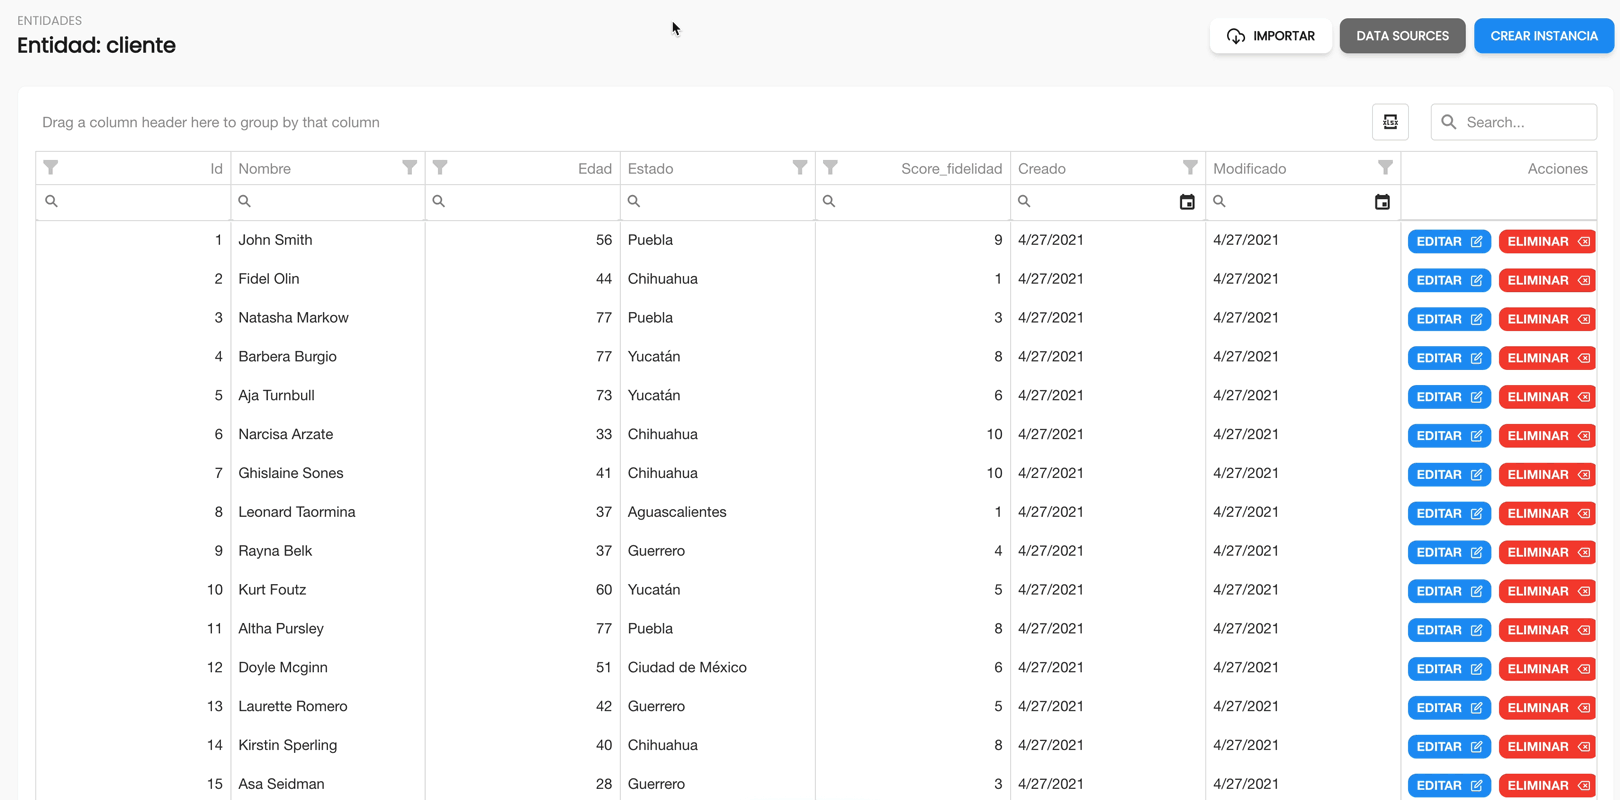 ENTIDADES
Entidad: cliente
IMPORTAR DATA SOURCES CREAR INSTANCIA
Drag a column header here to group by that column xlsx Search...
Id Nombre Edad Estado Score_fidelidad Creado Modificado Acciones
1 John Smith 56 Puebla 9 4/27/2021 4/27/2021 EDITAR ELIMINAR
2 Fidel Olin 44 Chihuahua 1 4/27/2021 4/27/2021 EDITAR ELIMINAR
3 Natasha Markow 77 Puebla 3 4/27/2021 4/27/2021 EDITAR ELIMINAR
4 Barbera Burgio 77 Yucatán 8 4/27/2021 4/27/2021 EDITAR ELIMINAR
5 Aja Turnbull 73 Yucatán 6 4/27/2021 4/27/2021 EDITAR ELIMINAR
6 Narcisa Arzate 33 Chihuahua 10 4/27/2021 4/27/2021 EDITAR ELIMINAR
7 Ghislaine Sones 41 Chihuahua 10 4/27/2021 4/27/2021 EDITAR ELIMINAR
8 Leonard Taormina 37 Aguascalientes 1 4/27/2021 4/27/2021 EDITAR ELIMINAR
9 Rayna Belk 37 Guerrero 4 4/27/2021 4/27/2021 EDITAR ELIMINAR
10 Kurt Foutz 60 Yucatán 5 4/27/2021 4/27/2021 EDITAR ELIMINAR
11 Altha Pursley 77 Puebla 8 4/27/2021 4/27/2021 EDITAR ELIMINAR
12 Doyle Mcginn 51 Ciudad de México 6 4/27/2021 4/27/2021 EDITAR ELIMINAR
13 Laurette Romero 42 Guerrero 5 4/27/2021 4/27/2021 EDITAR ELIMINAR
14 Kirstin Sperling 40 Chihuahua 8 4/27/2021 4/27/2021 EDITAR ELIMINAR
15 Asa Seidman 28 Guerrero 3 4/27/2021 4/27/2021 EDITAR ELIMINAR